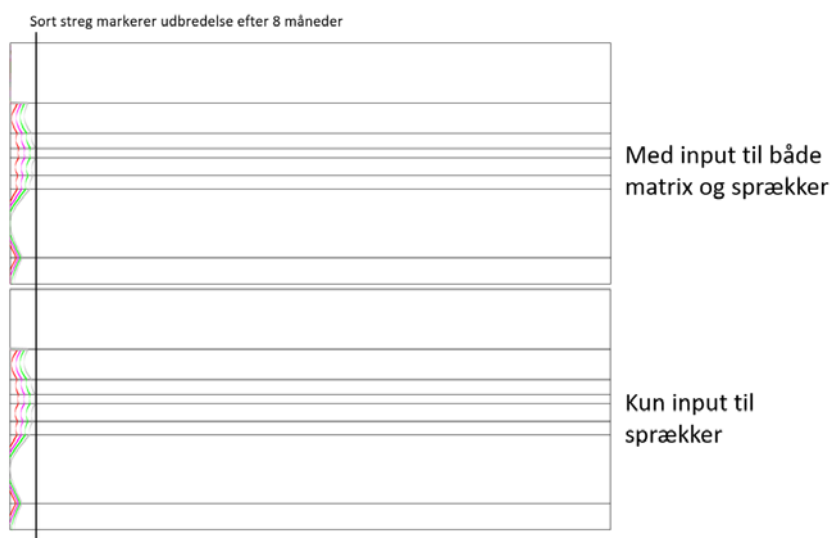 Sort streg markerer udbredelse efter 8 måneder
Med input til både
matrix og sprækker
Kun input til
sprækker